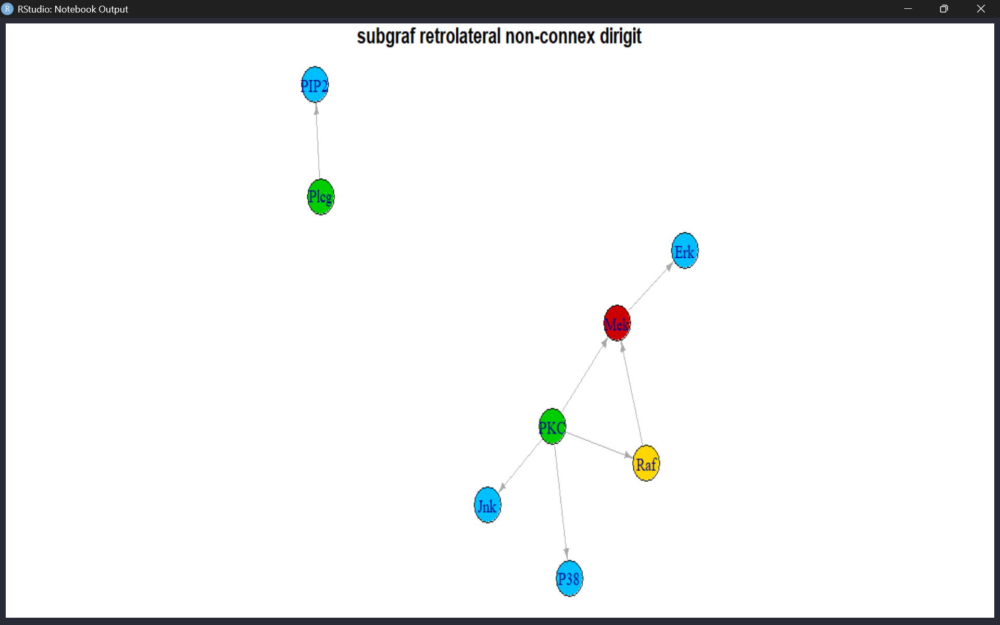 R RStudio: Notebook Output
subgraf retrolateral non-connex dirigit
PIP2
Plcg
Erk
Mek
PKC
Raf
Jnk
P38